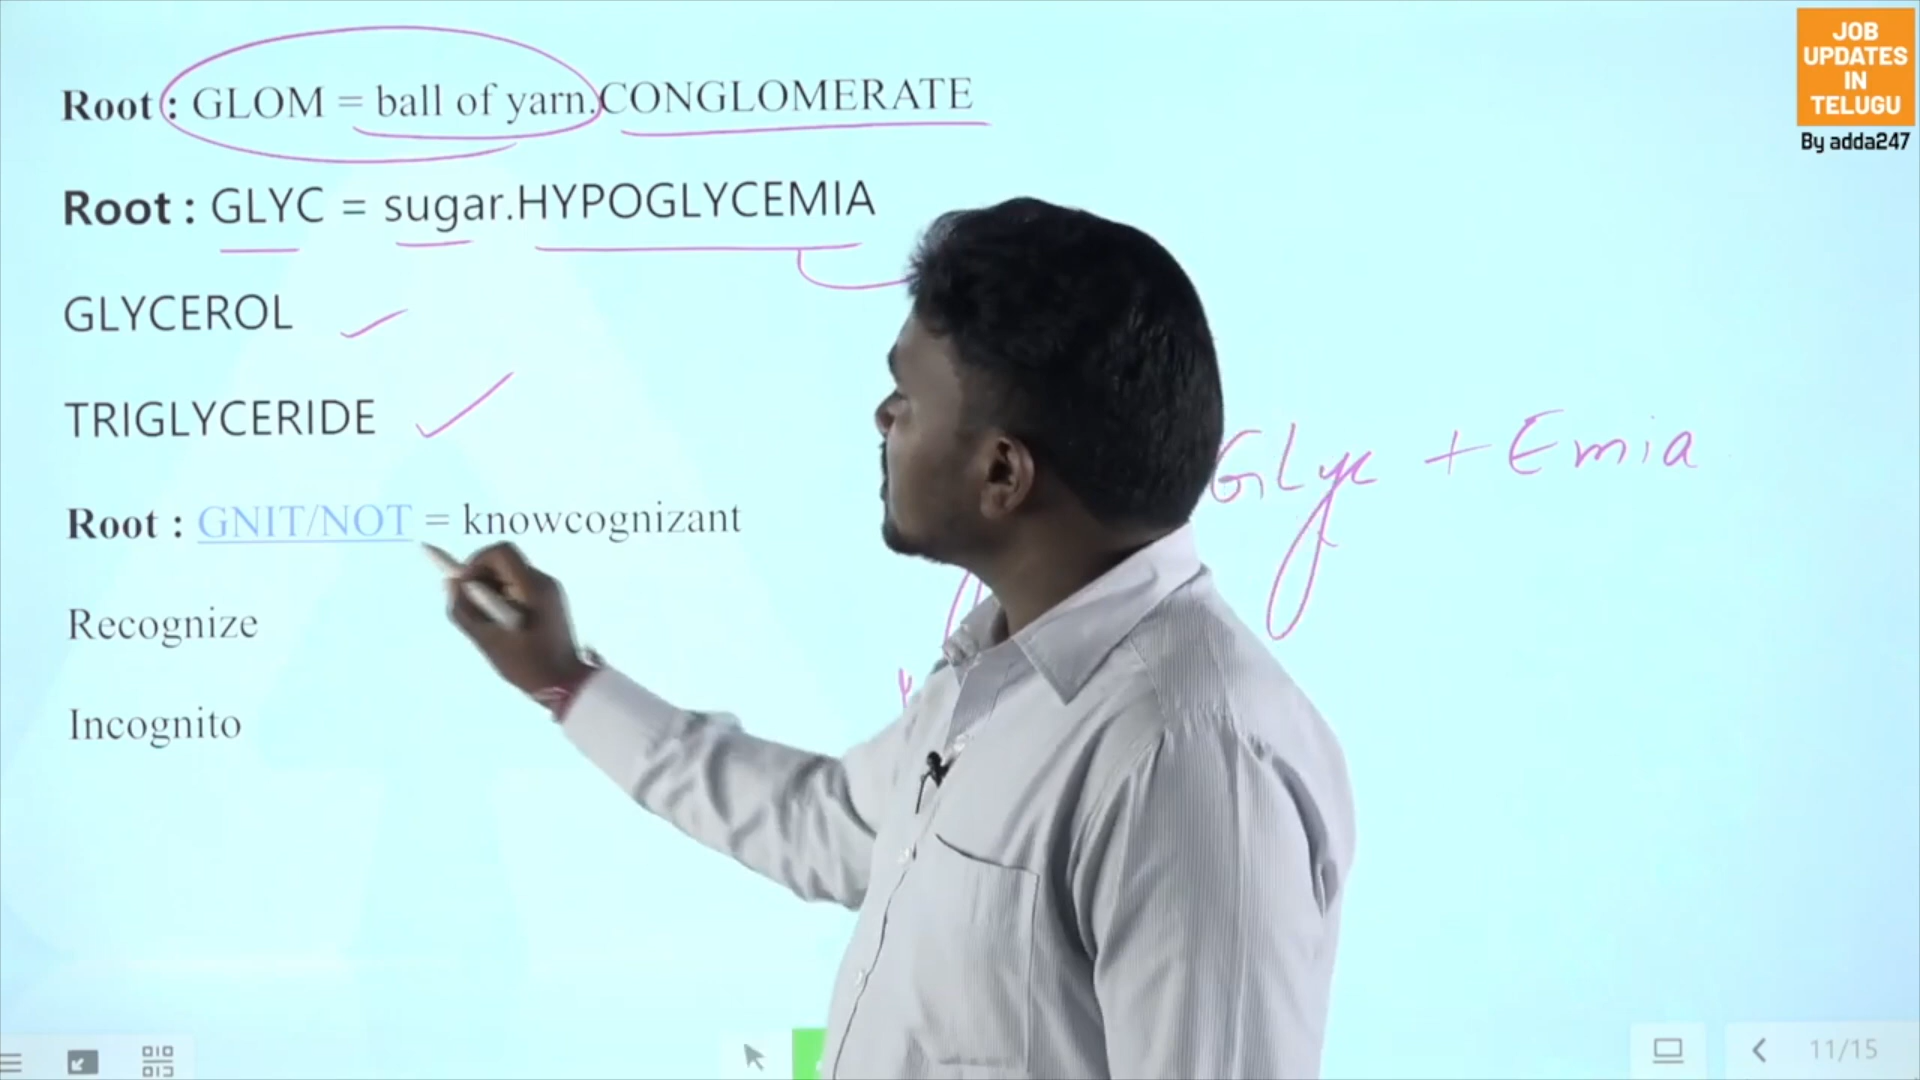 Root : GLOM = ball of yarn.CONGLOMERATE
Root : GLYC = sugar.HYPOGLYCEMIA
GLYCEROL
TRIGLYCERIDE
Root : GNIT/NOT = knowcognizant
Recognize
Incognito
Glyc + Emia
JOB
UPDATES
IN
TELUGU
By adda247
11/15